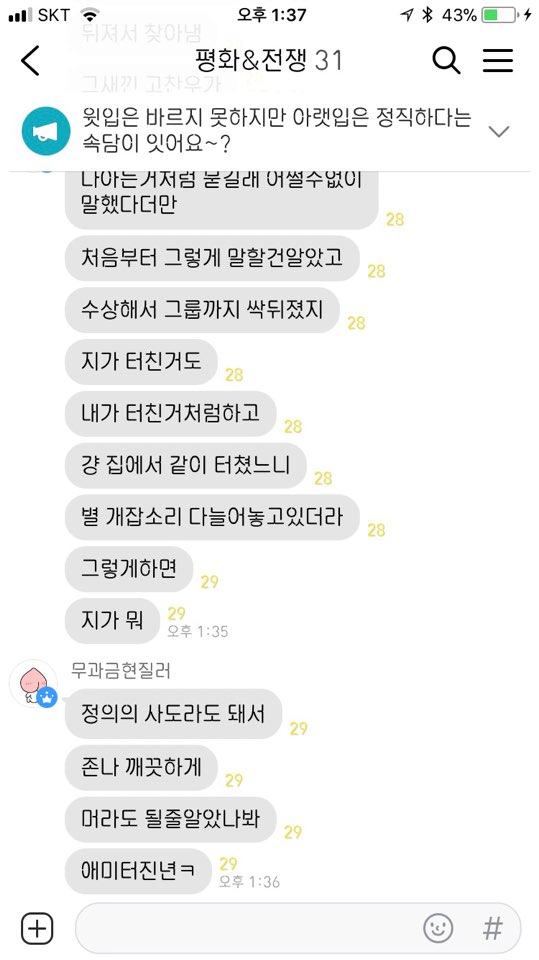 SKT 오후 1:37 43%
뒤져서 찾아냄
평화&전쟁 31
그새낀 고찬우가
윗입은 바르지 못하지만 아랫입은 정직하다는
속담이 잇어요~?
나아는거처럼 묻길래 어쩔수없이
말했다더만
28
처음부터 그렇게 말할건알았고
28
수상해서 그룹까지 싹뒤졌지
28
지가 터친거도
28
내가 터친거처럼하고
28
걍 집에서 같이 터쳤느니
28
별 개잡소리 다늘어놓고있더라
28
그렇게하면
29
지가 뭐
29
오후 1:35
무과금현질러
정의의 사도라도 돼서
29
존나 깨끗하게
29
머라도 될줄알았나봐
29
애미터진년ㅋ
29
오후 1:36
#